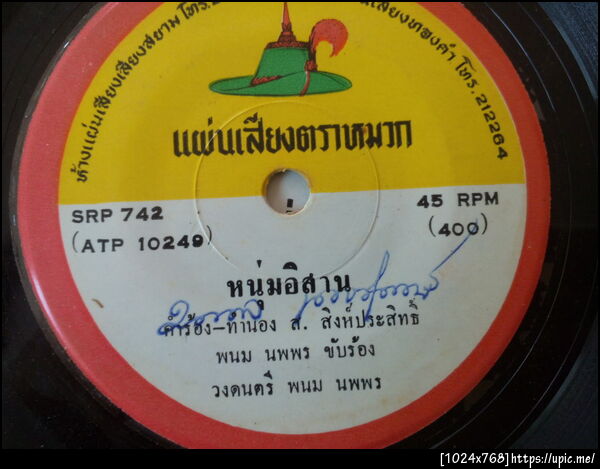 ห้างแผ่นเสียงเสียงสยาม โทร.2
เสียงทองคำ โทร. 212264
แผ่นเสียงตราหมวก
SRP 742
(ATP 10249)
45 RPM
(400)
หนุ่มอิสาน
คำร้อง-ทำนอง ส. สิงห์ประสิทธิ์
พนม นพพร ขับร้อง
วงดนตรี พนม นพพร
[1024x768]https://upic.me/